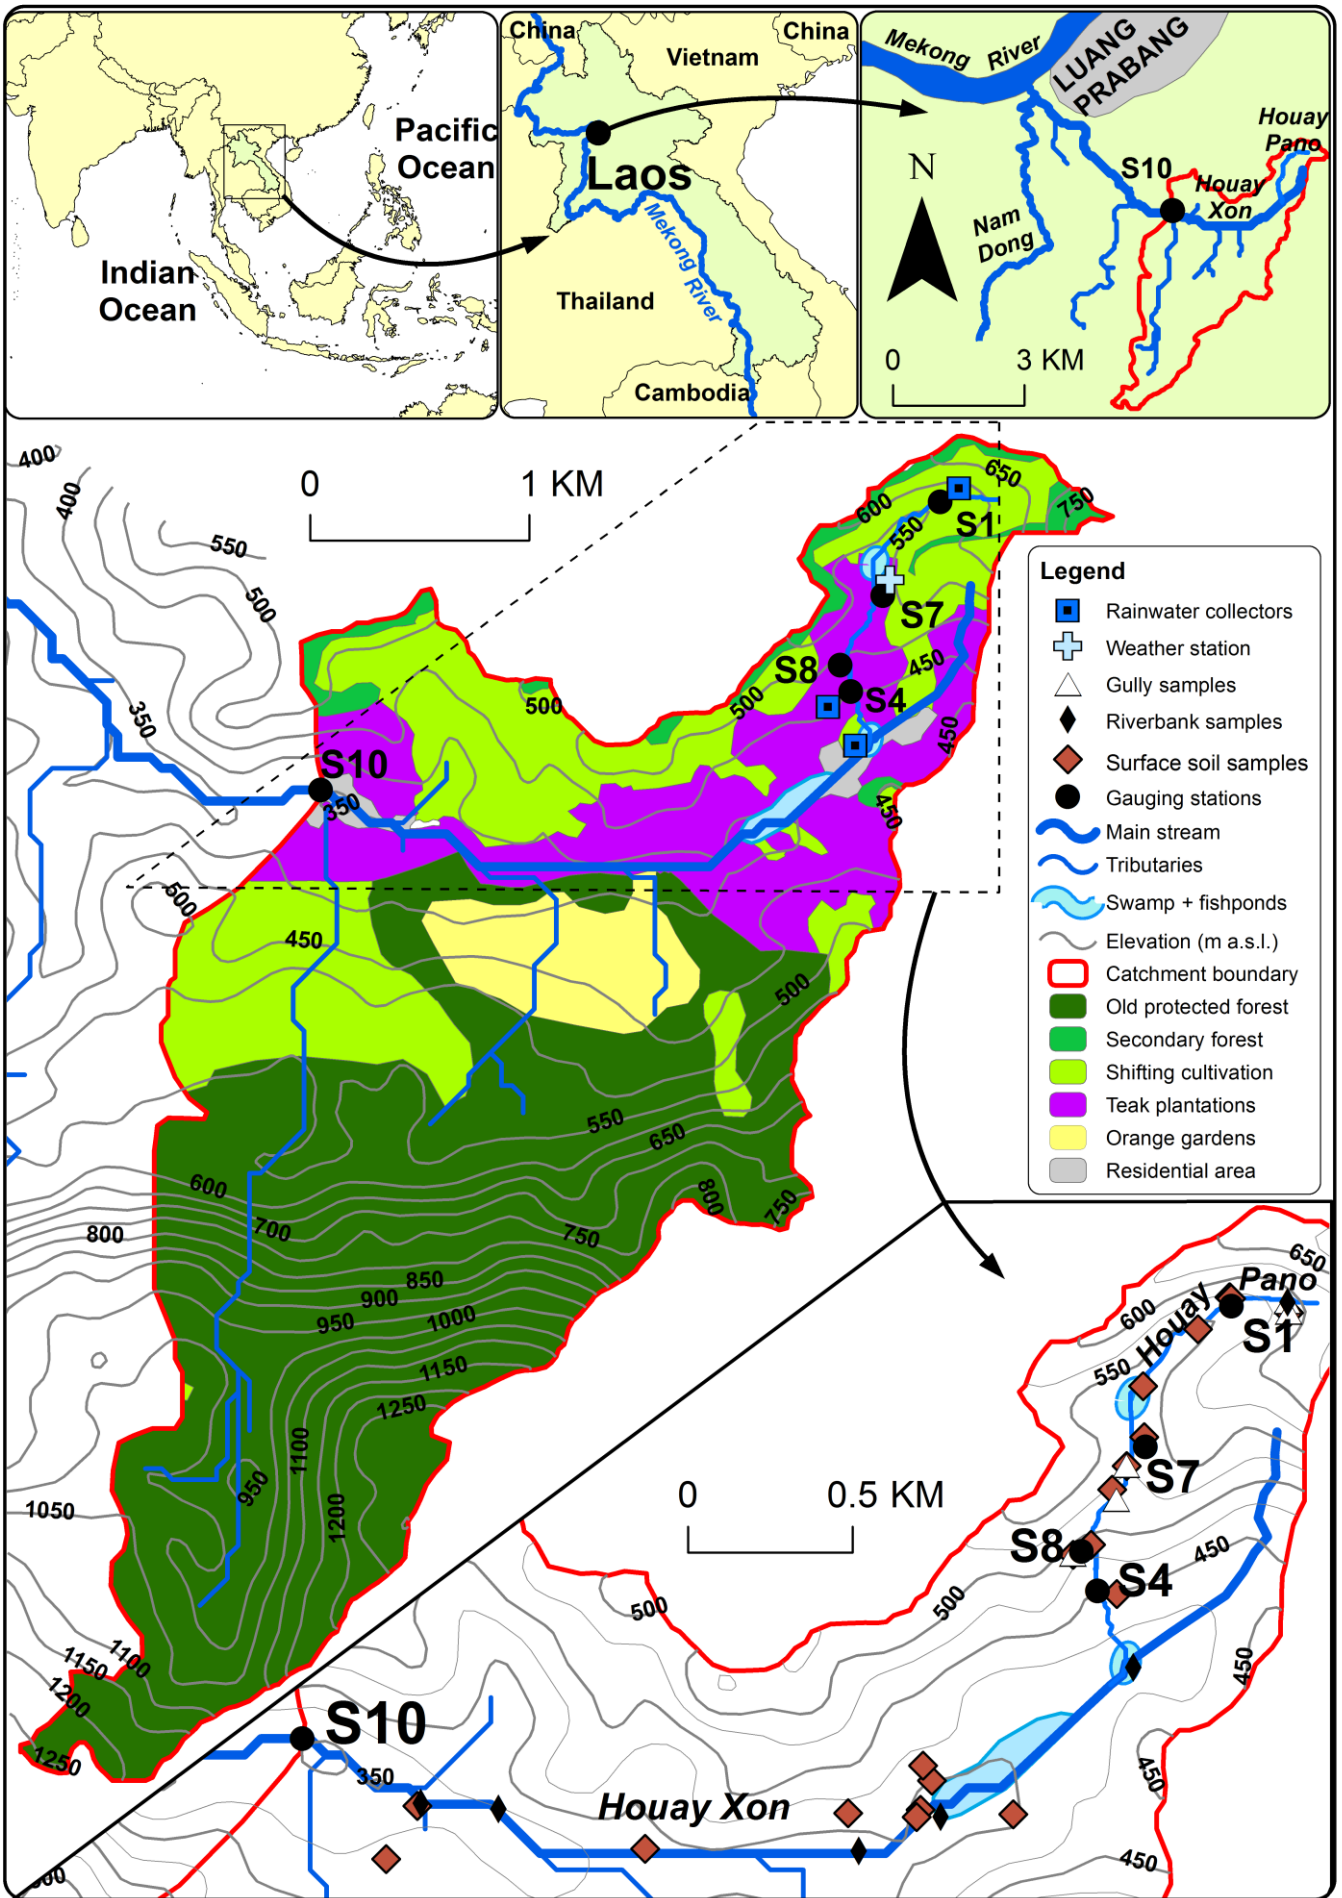 Pacific
Ocean
Indian
Ocean
China
Vietnam
China
Laos
Mekong River
Thailand
Cambodia
Mekong River
LUANG
PRABANG
Houay
Pano
N
S10
Houay
Xon
Nam
Dong
0 3 KM
400
400
550
500
350
0 1 KM
650
600
750
S1
550
S7
S8
450
S4
500
500
450
S10
350
450
500
450
500
550
650
600
800
700
750
800
750
850
900
950
1000
1150
1250
1100
950
1200
1050
1150
1100
1200
1250
Legend
Rainwater collectors
Weather station
Gully samples
Riverbank samples
Surface soil samples
Gauging stations
Main stream
Tributaries
Swamp + fishponds
Elevation (m a.s.l.)
Catchment boundary
Old protected forest
Secondary forest
Shifting cultivation
Teak plantations
Orange gardens
Residential area
650
Houay Pano
600
S1
550
0 0.5 KM
S7
S8
450
S4
500
500
450
S10
350
Houay Xon
450
450